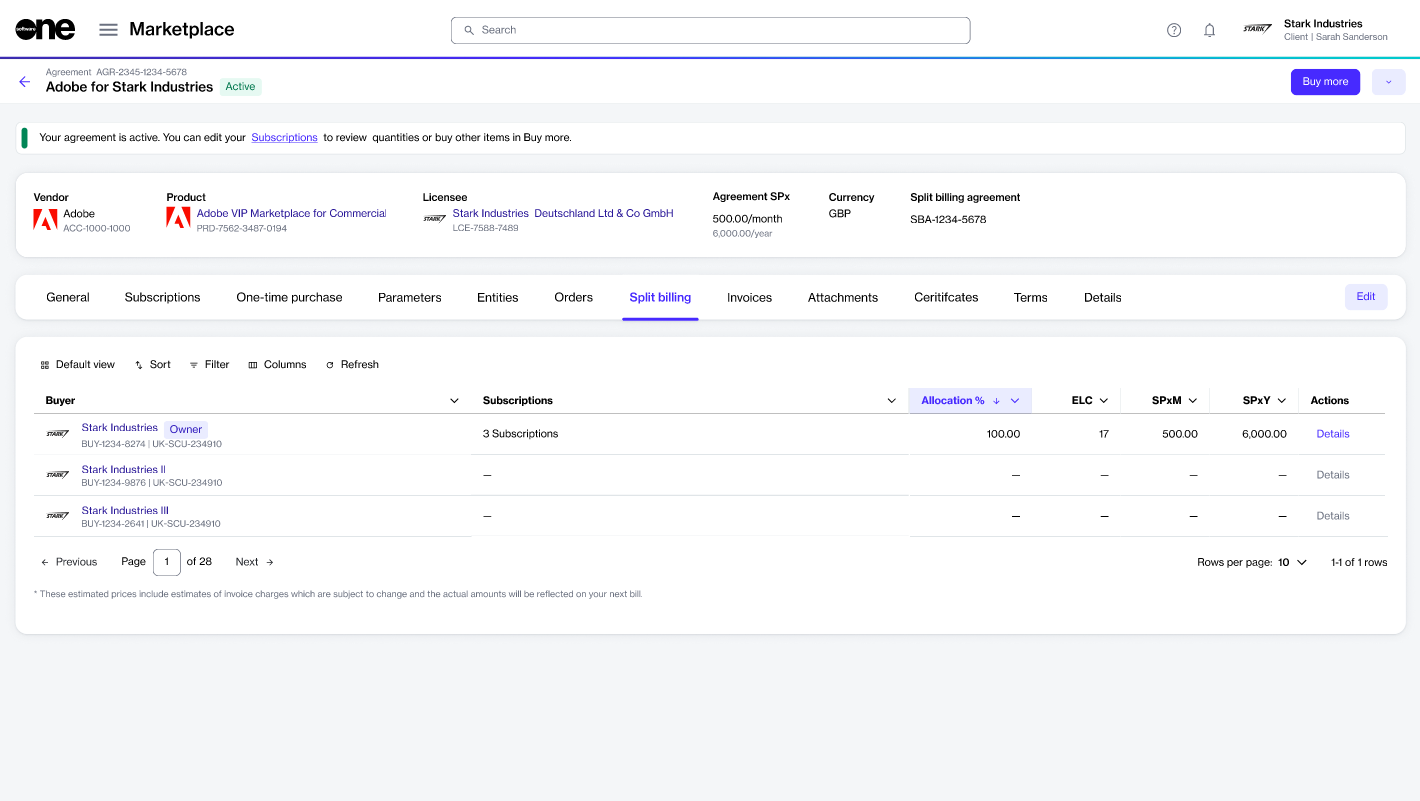 software one
Marketplace
Search
Stark Industries
Client | Sarah Sanderson
Agreement AGR-2345-1234-5678
Adobe for Stark Industries Active
Buy more
Your agreement is active. You can edit your Subscriptions to review quantities or buy other items in Buy more.
Vendor
Adobe
ACC-1000-1000
Product
Adobe VIP Marketplace for Commercial
PRD-7562-3487-0194
Licensee
STARK
Stark Industries Deutschland Ltd & Co GmbH
LCE-7588-7489
Agreement SPx
500.00/month
6,000.00/year
Currency
GBP
Split billing agreement
SBA-1234-5678
General Subscriptions One-time purchase Parameters Entities Orders Split billing Invoices Attachments Ceritifcates Terms Details Edit
Default view Sort Filter Columns Refresh
Buyer Subscriptions Allocation % ELC SPxM SPxY Actions
STARK Stark Industries Owner 3 Subscriptions 100.00 17 500.00 6,000.00 Details
BUY-1234-8274 | UK-SCU-234910
STARK Stark Industries II — — — — — Details
BUY-1234-9876 | UK-SCU-234910
STARK Stark Industries III — — — — — Details
BUY-1234-2641 | UK-SCU-234910
Previous Page 1 of 28 Next Rows per page: 10 1-1 of 1 rows
* These estimated prices include estimates of invoice charges which are subject to change and the actual amounts will be reflected on your next bill.